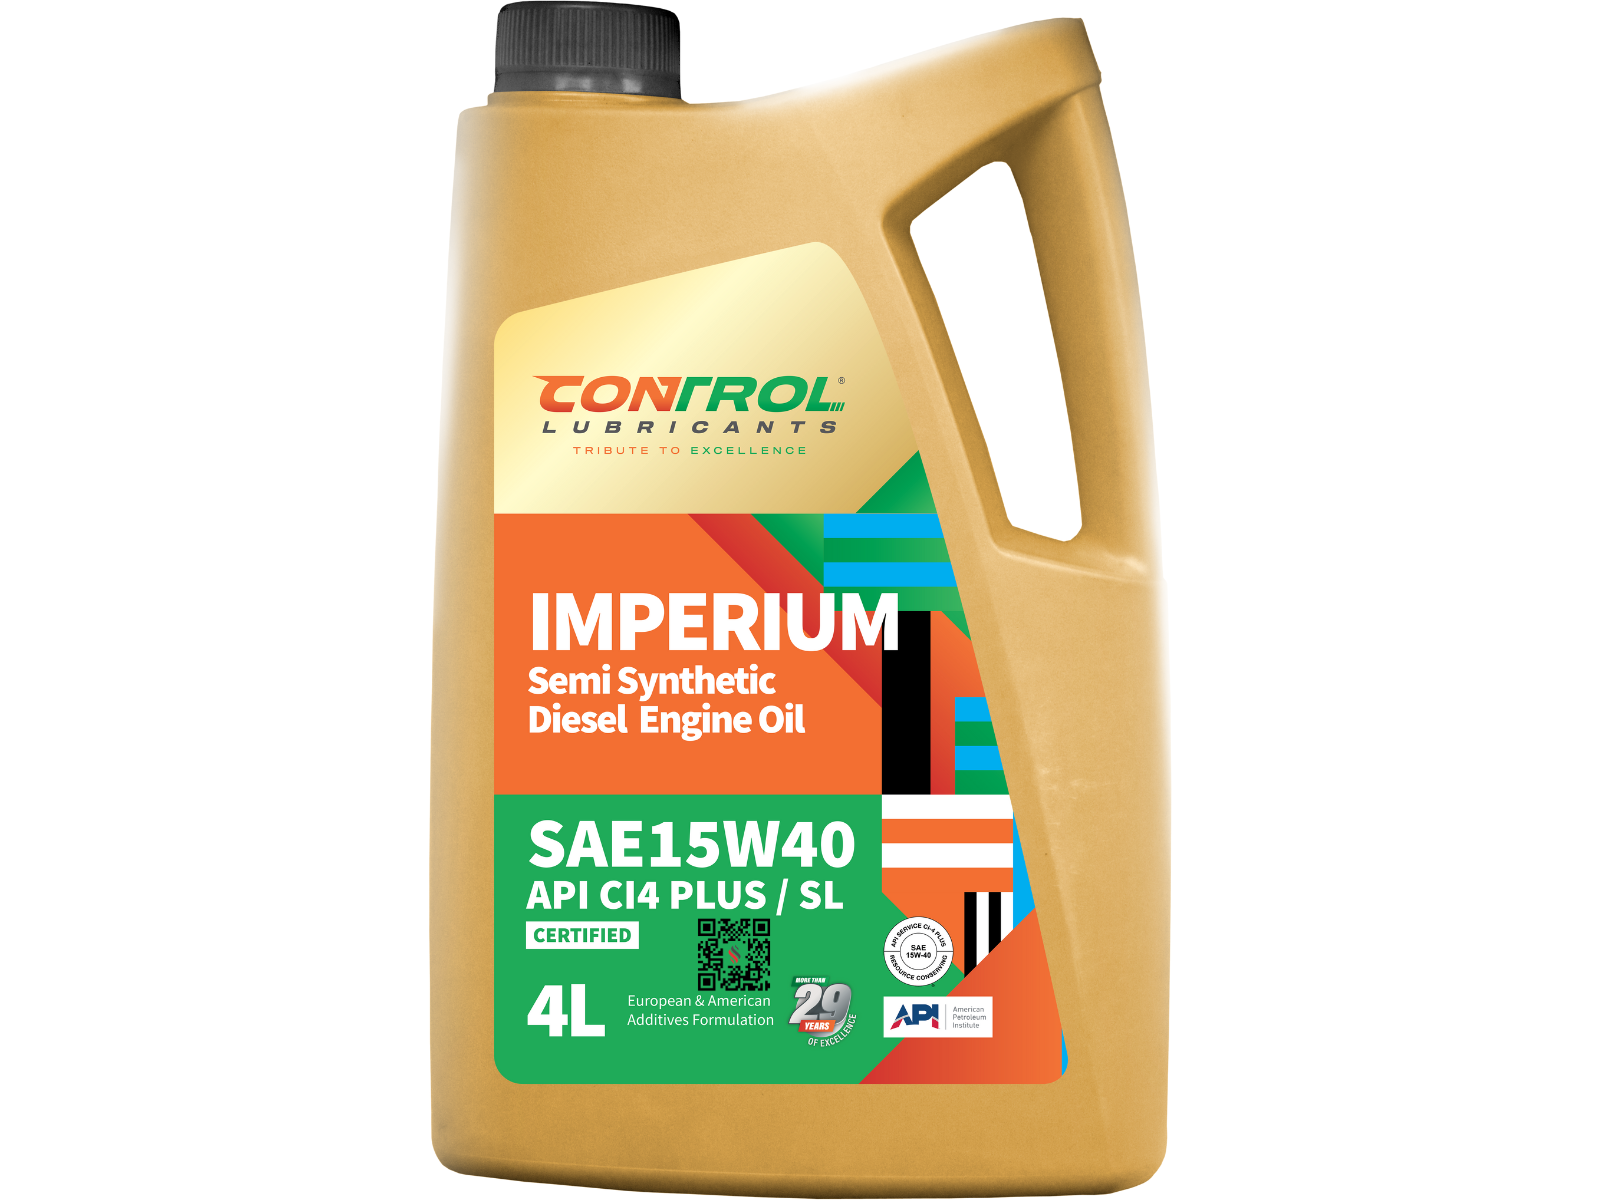 CONTROL®
LUBRICANTS
TRIBUTE TO EXCELLENCE
IMPERIUM
Semi Synthetic
Diesel Engine Oil
SAE15W40
API CI4 PLUS / SL
CERTIFIED
4L
European & American
Additives Formulation
MORE THAN
29
YEARS
OF EXCELLENCE
API SERVICE CI-4 PLUS
SAE
15W-40
RESOURCE CONSERVING
API
American
Petroleum
Institute